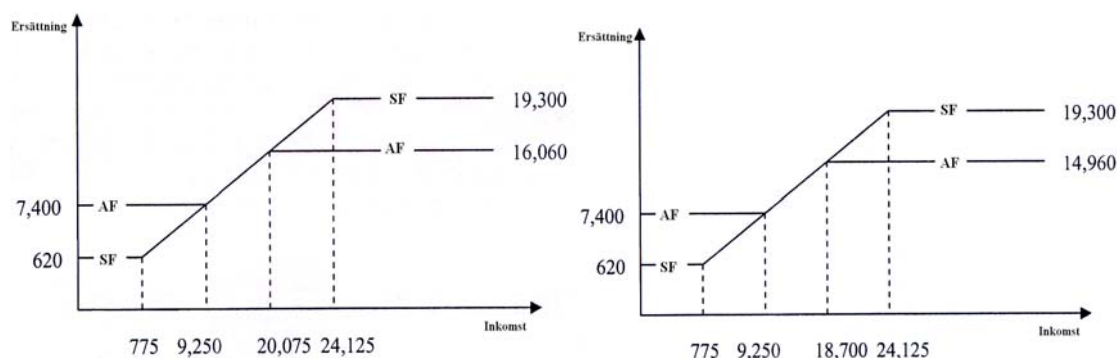 Ersättning
SF
19,300
AF
16,060
7,400
AF
620
SF
Inkomst
775
9,250
20,075
24,125
Ersättning
SF
19,300
AF
14,960
7,400
AF
620
SF
Inkomst
775
9,250
18,700
24,125